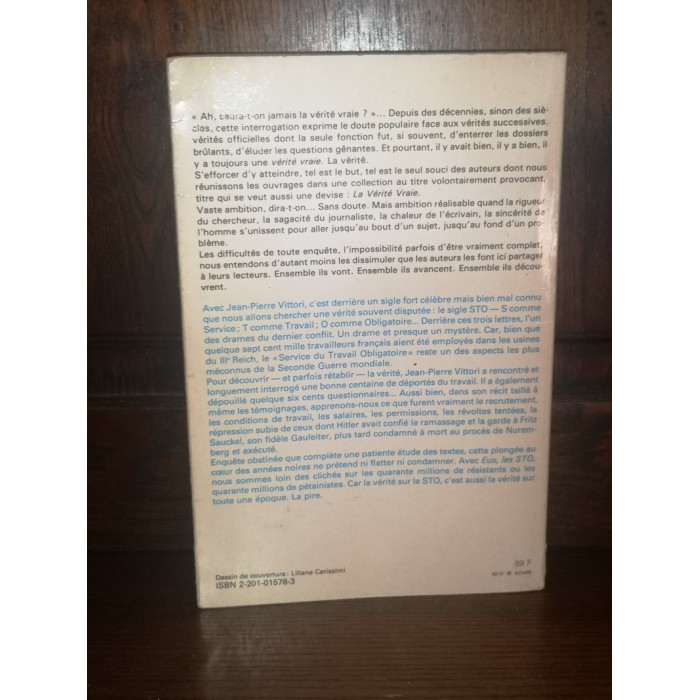 « Ah, saura-t-on jamais la vérité vraie ? »... Depuis des décennies, sinon des siè-
cles, cette interrogation exprime le doute populaire face aux vérités successives,
vérités officielles dont la seule fonction fut, si souvent, d'enterrer les dossiers
brûlants, d'éluder les questions gênantes. Et pourtant, il y avait bien, il y a bien, il
y a toujours une vérité vraie. La vérité.
S'efforcer d'y atteindre, tel est le but, tel est le seul souci des auteurs dont nous
réunissons les ouvrages dans une collection au titre volontairement provocant,
titre qui se veut aussi une devise : La Vérité Vraie.
Vaste ambition, dira-t-on... Sans doute. Mais ambition réalisable quand la rigueur
du chercheur, la sagacité du journaliste, la chaleur de l'écrivain, la sincérité de
l'homme s'unissent pour aller jusqu'au bout d'un sujet, jusqu'au fond d'un pro-
blème.
Les difficultés de toute enquête, l'impossibilité parfois d'être vraiment complet,
nous entendons d'autant moins les dissimuler que les auteurs les font ici partager
à leurs lecteurs. Ensemble ils vont. Ensemble ils avancent. Ensemble ils décou-
vrent.
Avec Jean-Pierre Vittori, c'est derrière un sigle fort célèbre mais bien mal connu
que nous allons chercher une vérité souvent disputée : le sigle STO — S comme
Service ; T comme Travail ; O comme Obligatoire... Derrière ces trois lettres, l'un
des drames du dernier conflit. Un drame et presque un mystère. Car, bien que
quelque sept cent mille travailleurs français aient été employés dans les usines
du IIIe Reich, le « Service du Travail Obligatoire » reste un des aspects les plus
méconnus de la Seconde Guerre mondiale.
Pour découvrir — et parfois rétablir — la vérité, Jean-Pierre Vittori a rencontré et
longuement interrogé une bonne centaine de déportés du travail. Il a également
dépouillé quelque six cents questionnaires... Aussi bien, dans son récit taillé à
même les témoignages, apprenons-nous ce que furent vraiment le recrutement,
les conditions de travail, les salaires, les permissions, les révoltes tentées, la
répression subie de ceux dont Hitler avait confié le ramassage et la garde à Fritz
Sauckel, son fidèle Gauleiter, plus tard condamné à mort au procès de Nurem-
berg et exécuté.
Enquête obstinée que complète une patiente étude des textes, cette plongée au
cœur des années noires ne prétend ni flatter ni condamner. Avec Eux, les STO,
nous sommes loin des clichés sur les quarante millions de résistants ou les
quarante millions de pétainistes. Car la vérité sur le STO, c'est aussi la vérité sur
toute une époque. La pire.
Dessin de couverture : Liliane Carissimi
ISBN 2-201-01578-3
59 F